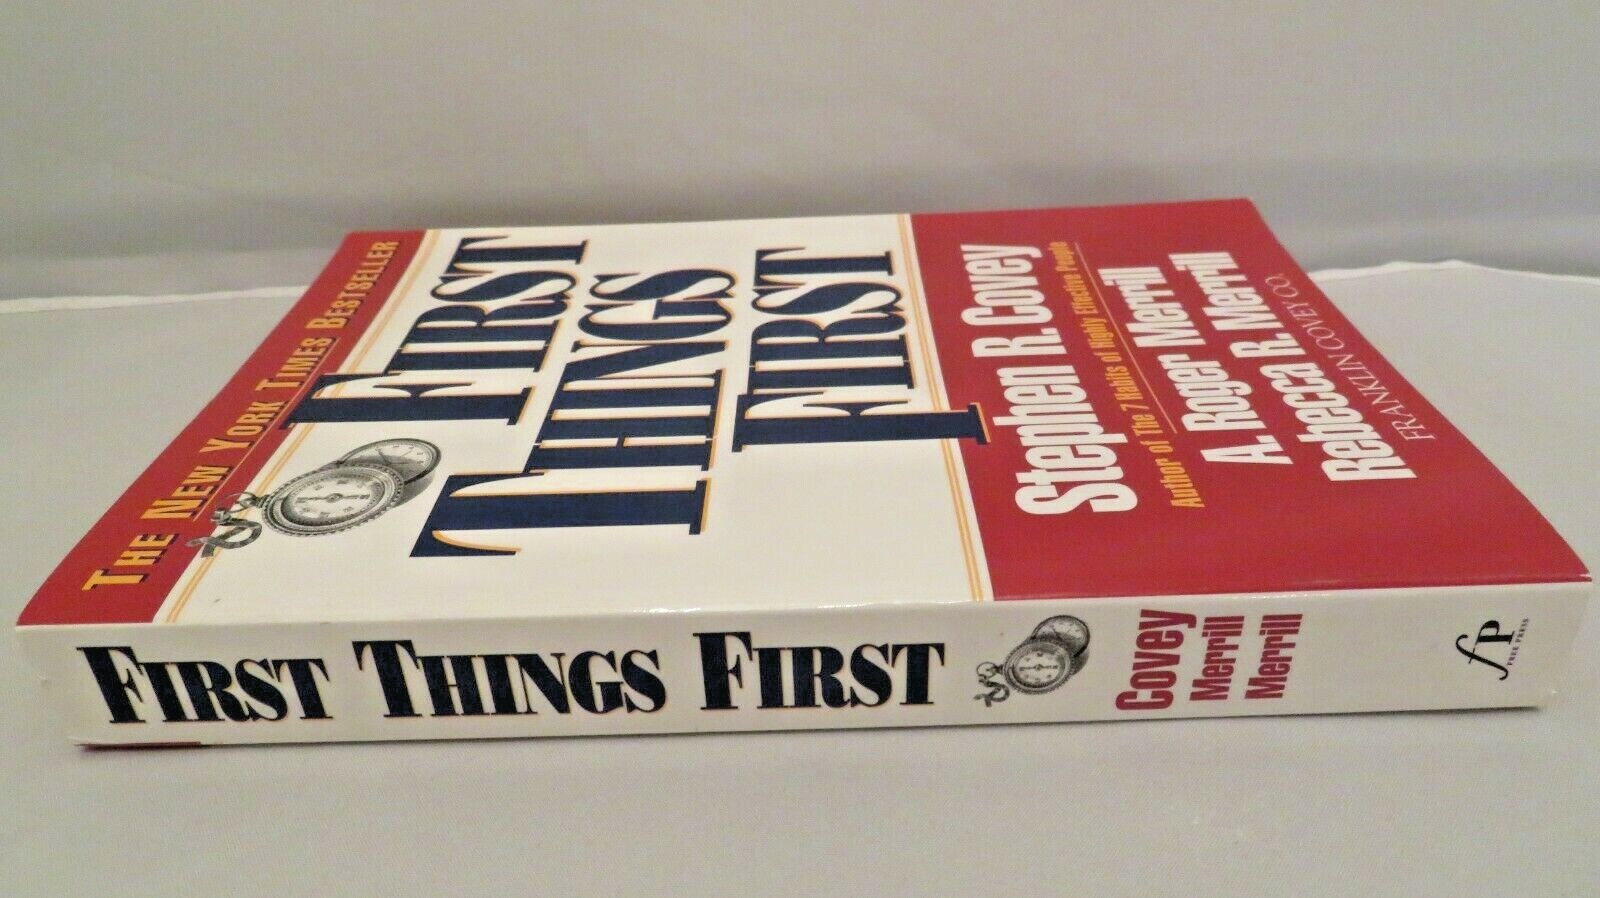 THE NEW YORK TIMES BESTSELLER
FIRST
THINGS
FIRST
Stephen R. Covey
Author of The 7 Habits of Highly Effective People
A. Roger Merrill
Rebecca R. Merrill
FRANKLIN COVEY CO.
FIRST THINGS FIRST
Covey
Merrill
Merrill
fP
FREE PRESS